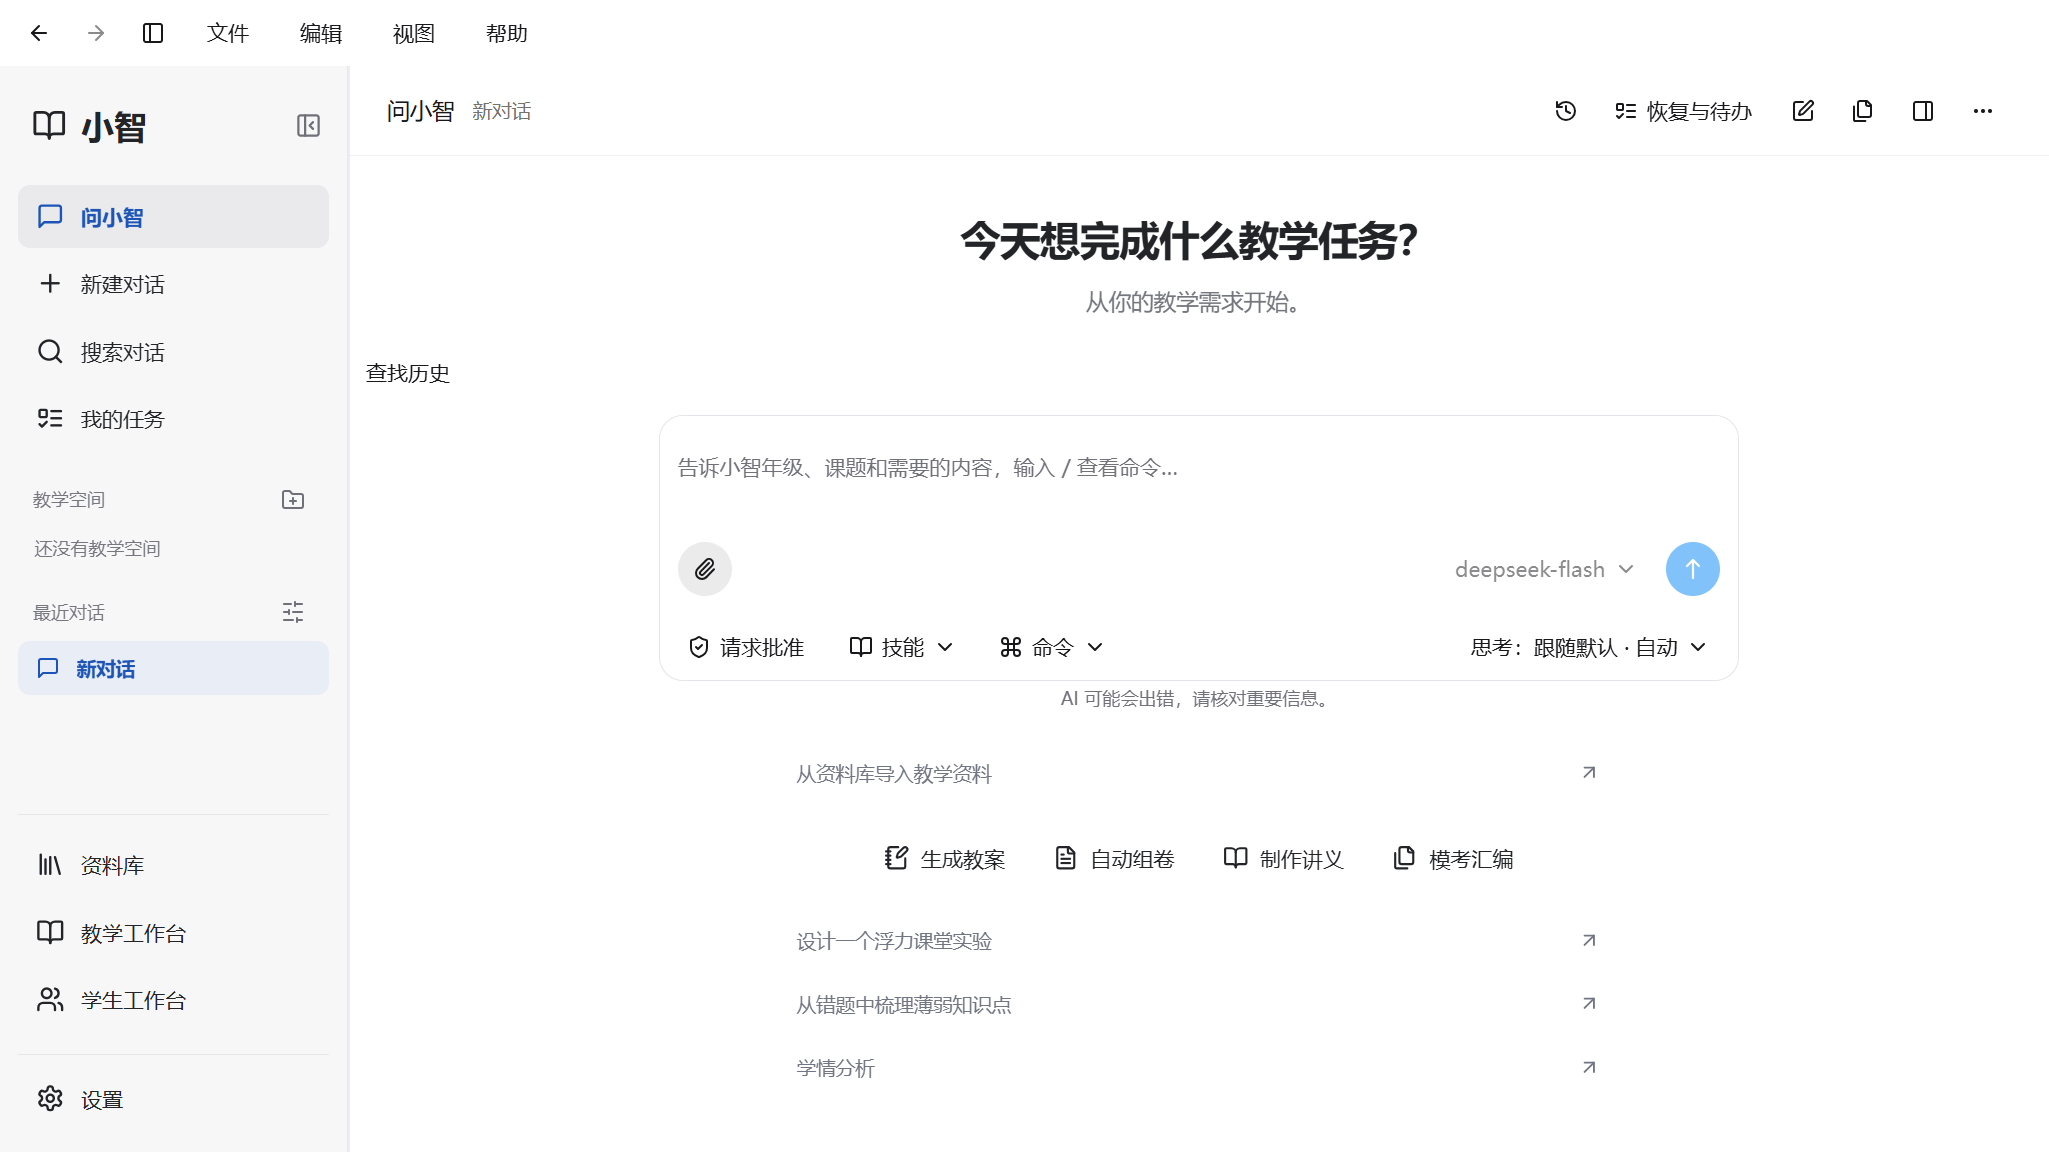 文件 编辑 视图 帮助
小智
问小智
新建对话
搜索对话
我的任务
教学空间
还没有教学空间
最近对话
新对话
资料库
教学工作台
学生工作台
设置
问小智 新对话
恢复与待办
今天想完成什么教学任务?
从你的教学需求开始。
查找历史
告诉小智年级、课题和需要的内容，输入 / 查看命令...
deepseek-flash
请求批准 技能 命令 思考：跟随默认 · 自动
AI 可能会出错，请核对重要信息。
从资料库导入教学资料
生成教案 自动组卷 制作讲义 模考汇编
设计一个浮力课堂实验
从错题中梳理薄弱知识点
学情分析